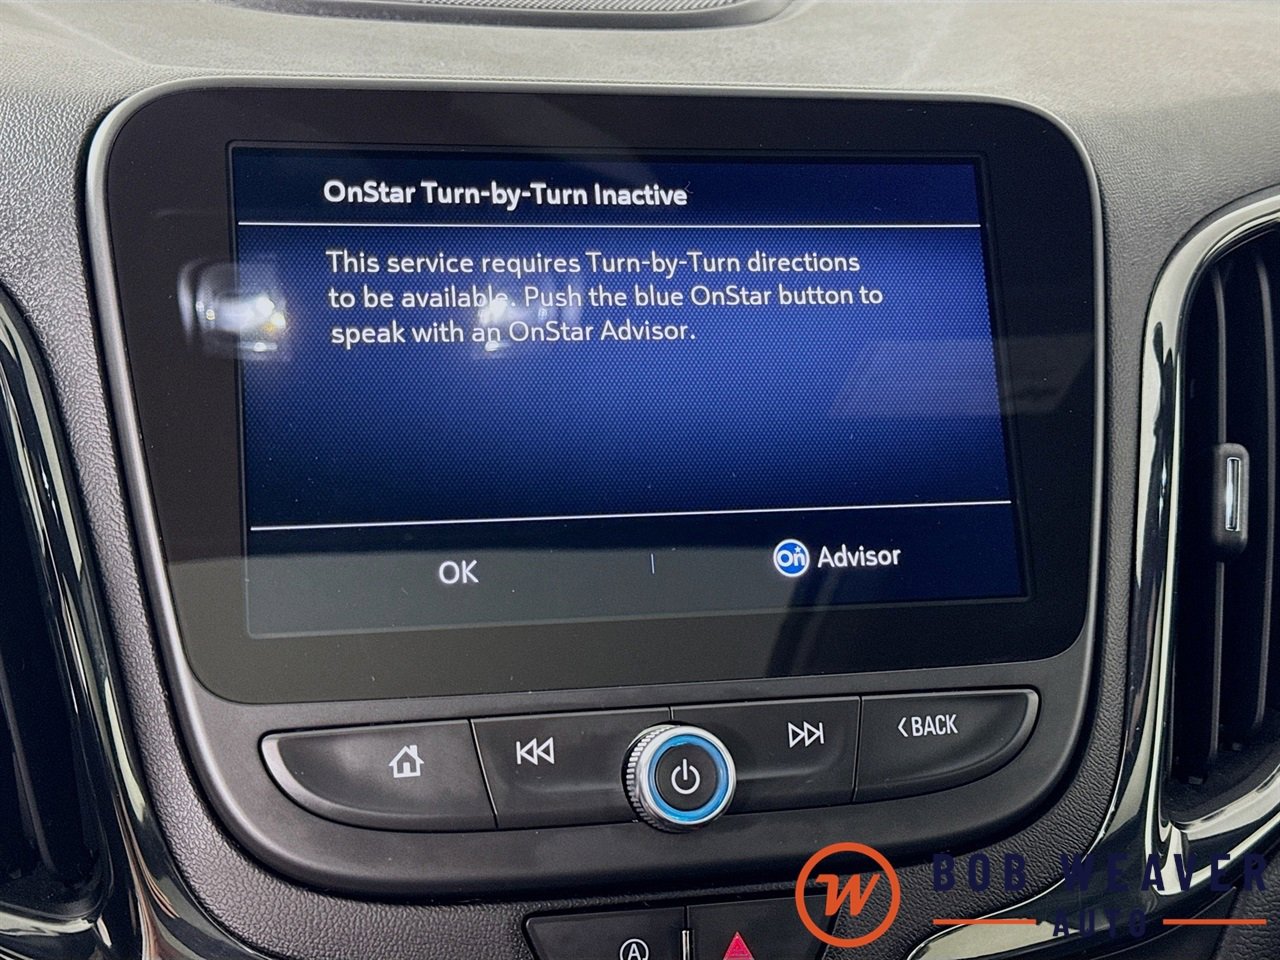 OnStar Turn-by-Turn Inactive
This service requires Turn-by-Turn directions
to be available. Push the blue OnStar button to
speak with an OnStar Advisor.
OK
On Advisor
BACK
A
W BOB WEAVER
AUTO